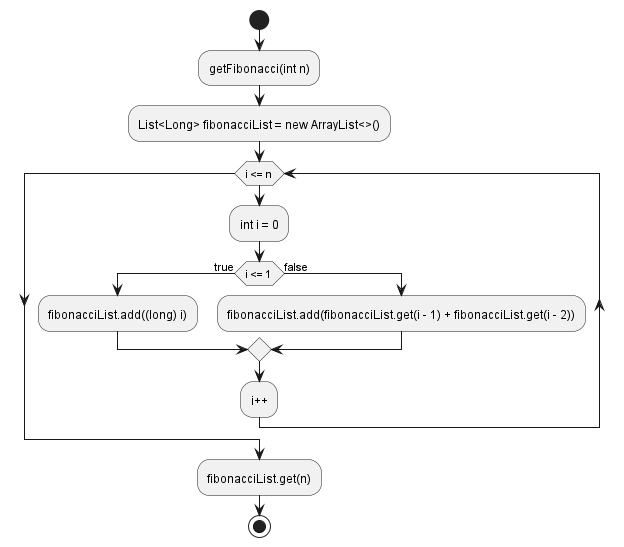 getFibonacci(int n)
List<Long> fibonacciList = new ArrayList<>()
i <= n
int i = 0
true
i <= 1
false
fibonacciList.add((long) i)
fibonacciList.add(fibonacciList.get(i - 1) + fibonacciList.get(i - 2))
i++
fibonacciList.get(n)